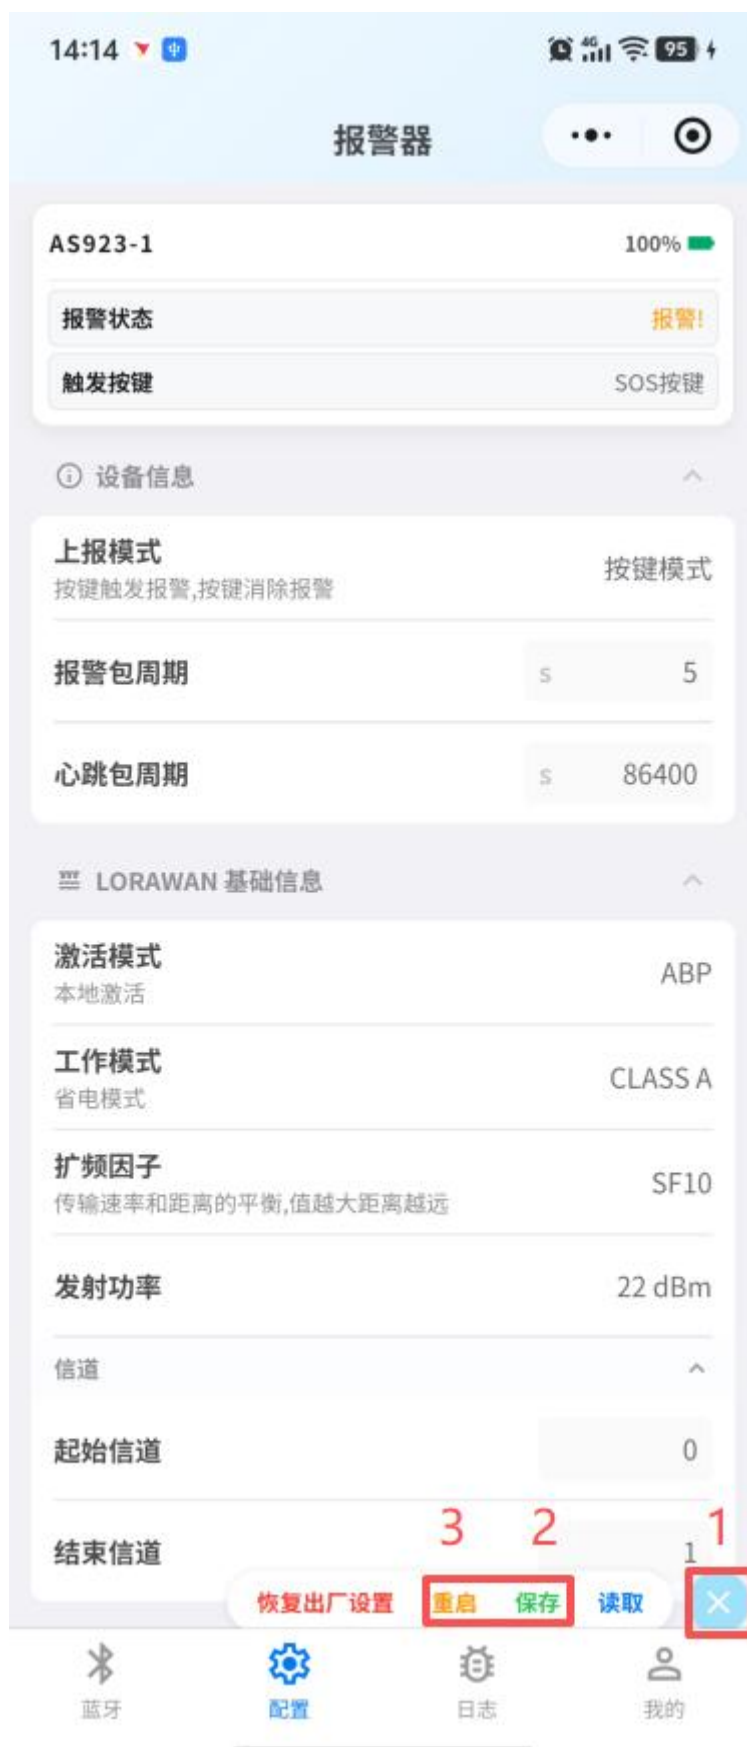 14:14
4G
95
报警器
AS923-1
100%
报警状态
报警!
触发按键
SOS按键
设备信息
上报模式
按键触发报警,按键消除报警
按键模式
报警包周期
s
5
心跳包周期
s
86400
LORAWAN 基础信息
激活模式
本地激活
ABP
工作模式
省电模式
CLASS A
扩频因子
传输速率和距离的平衡,值越大距离越远
SF10
发射功率
22 dBm
信道
起始信道
0
3 2 1
结束信道
1
恢复出厂设置 重启 保存 读取
蓝牙 配置 日志 我的